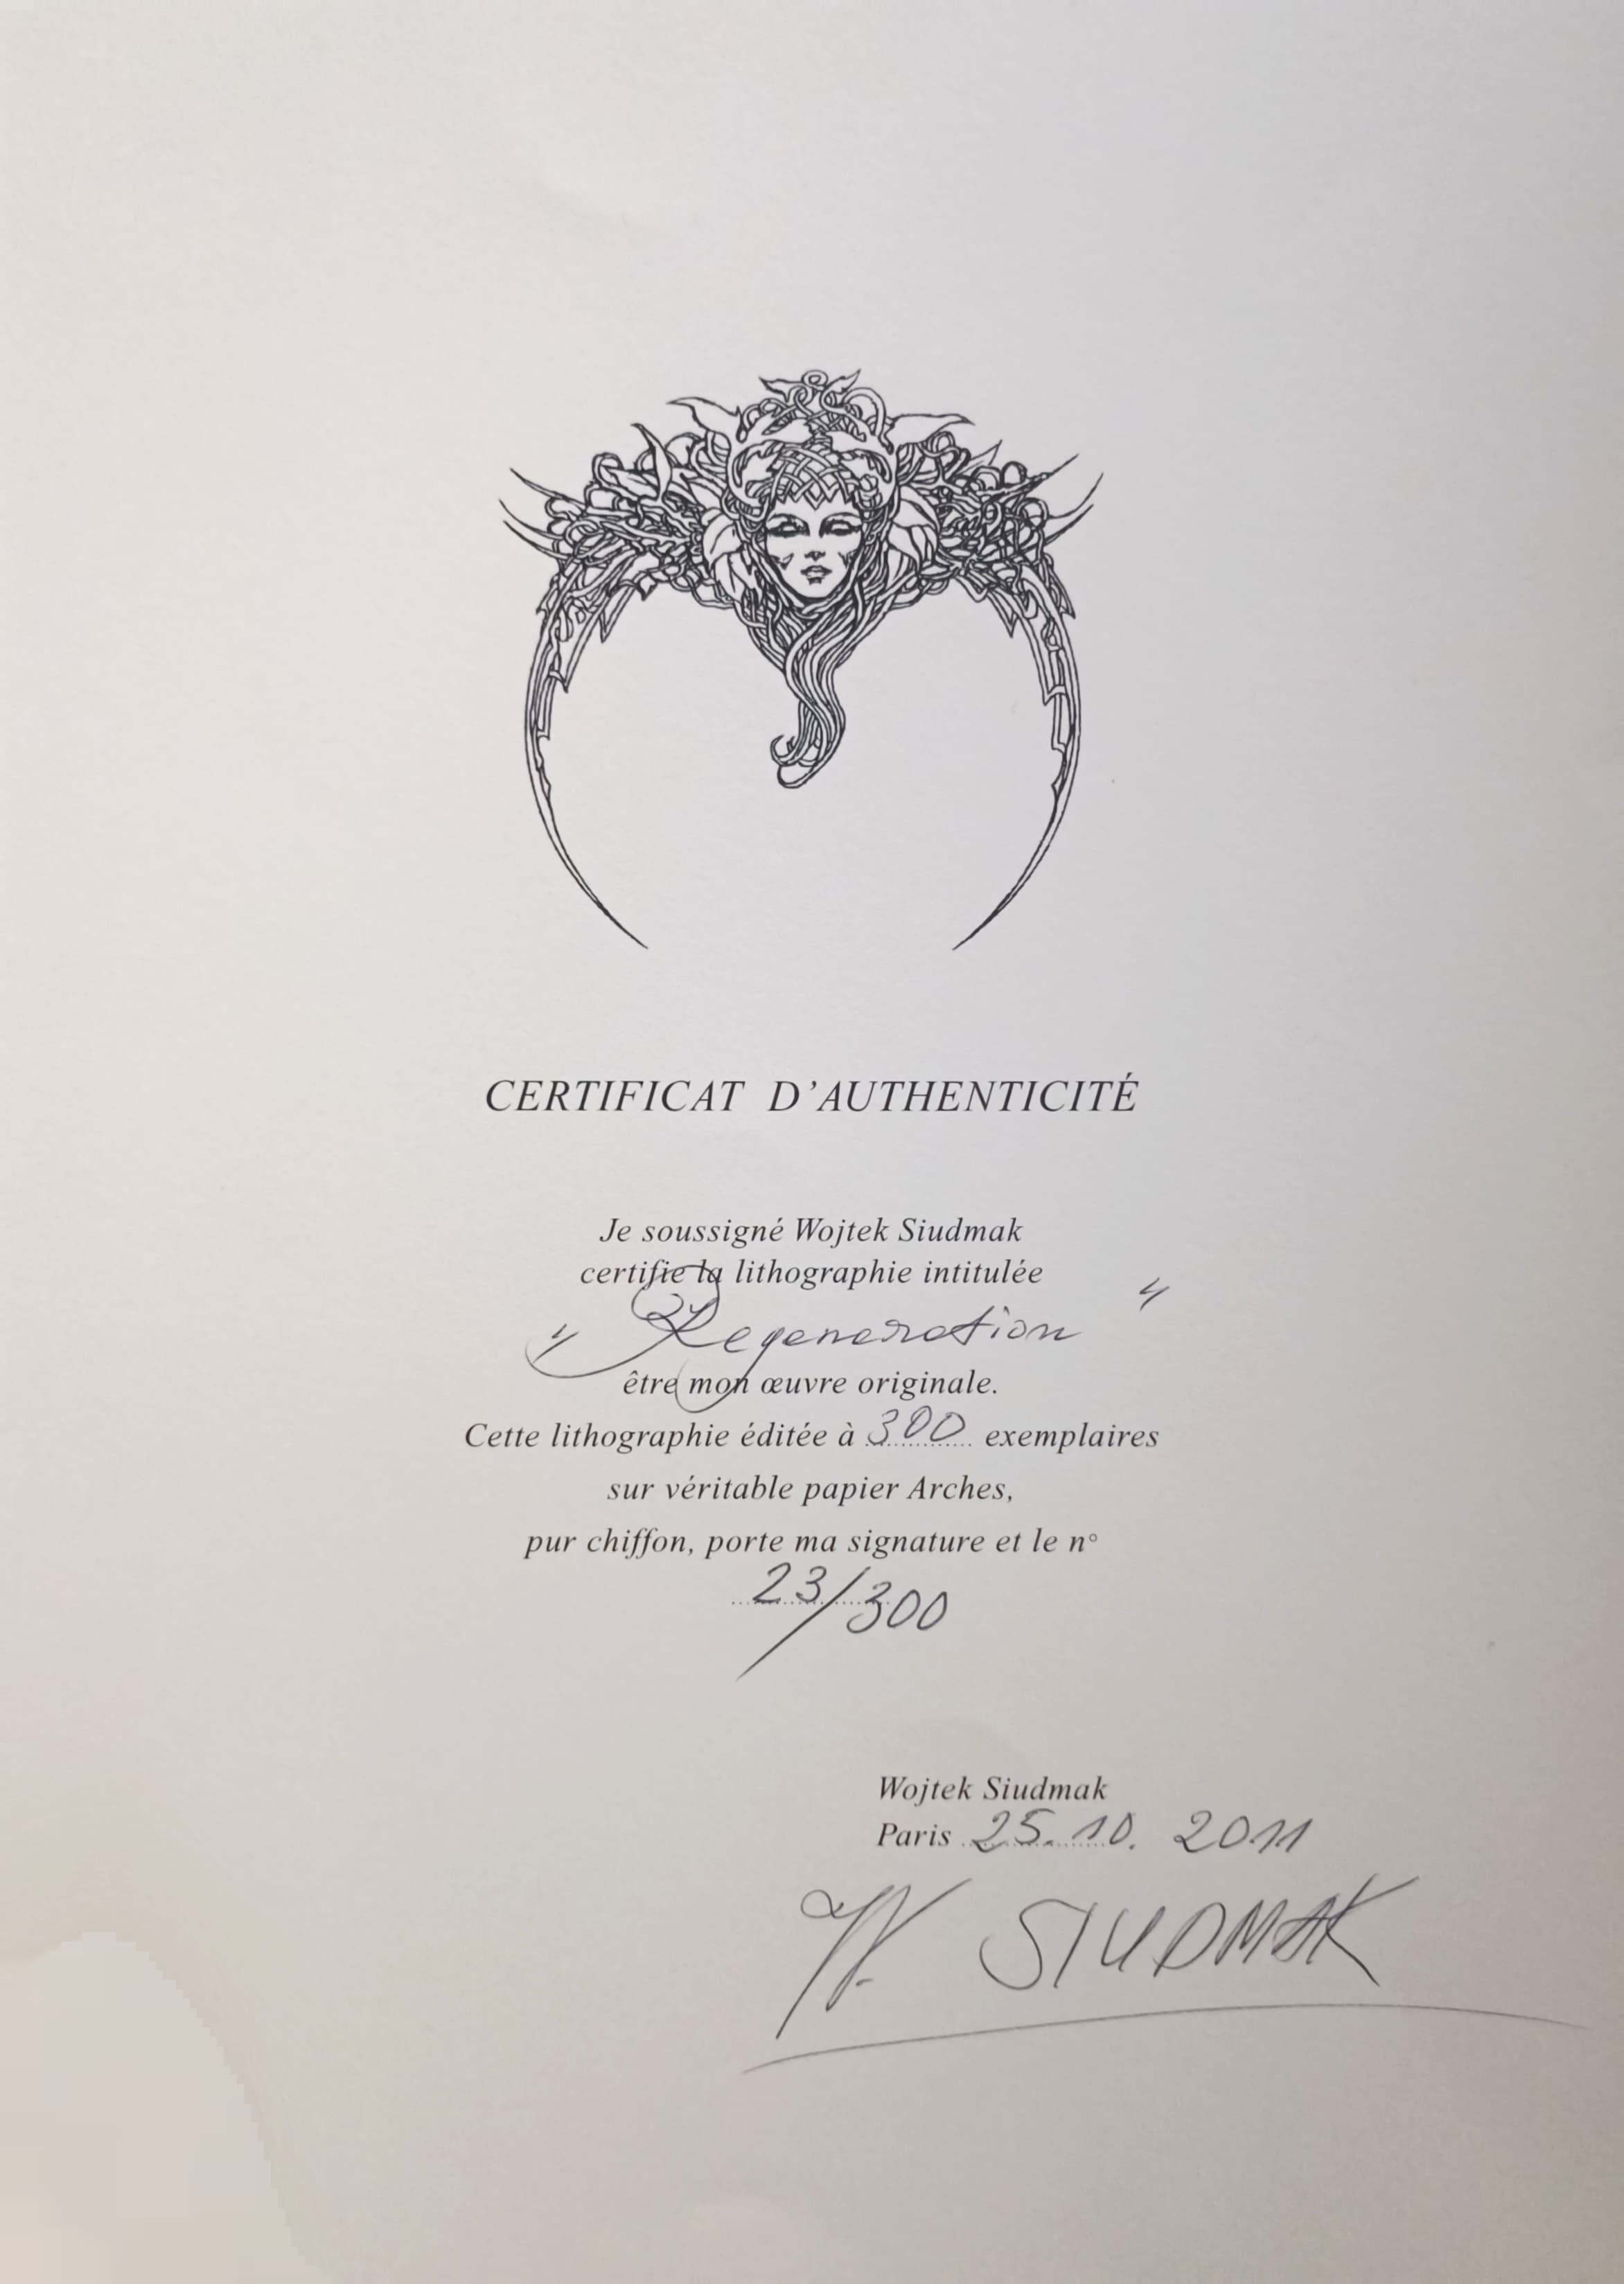 CERTIFICAT D'AUTHENTICITÉ
Je soussigné Wojtek Siudmak
certifie la lithographie intitulée
" Regeneration "
être mon œuvre originale.
Cette lithographie éditée à 300 exemplaires
sur véritable papier Arches,
pur chiffon, porte ma signature et le n°
23/300
Wojtek Siudmak
Paris 25.10.2011
W. SIUDMAK